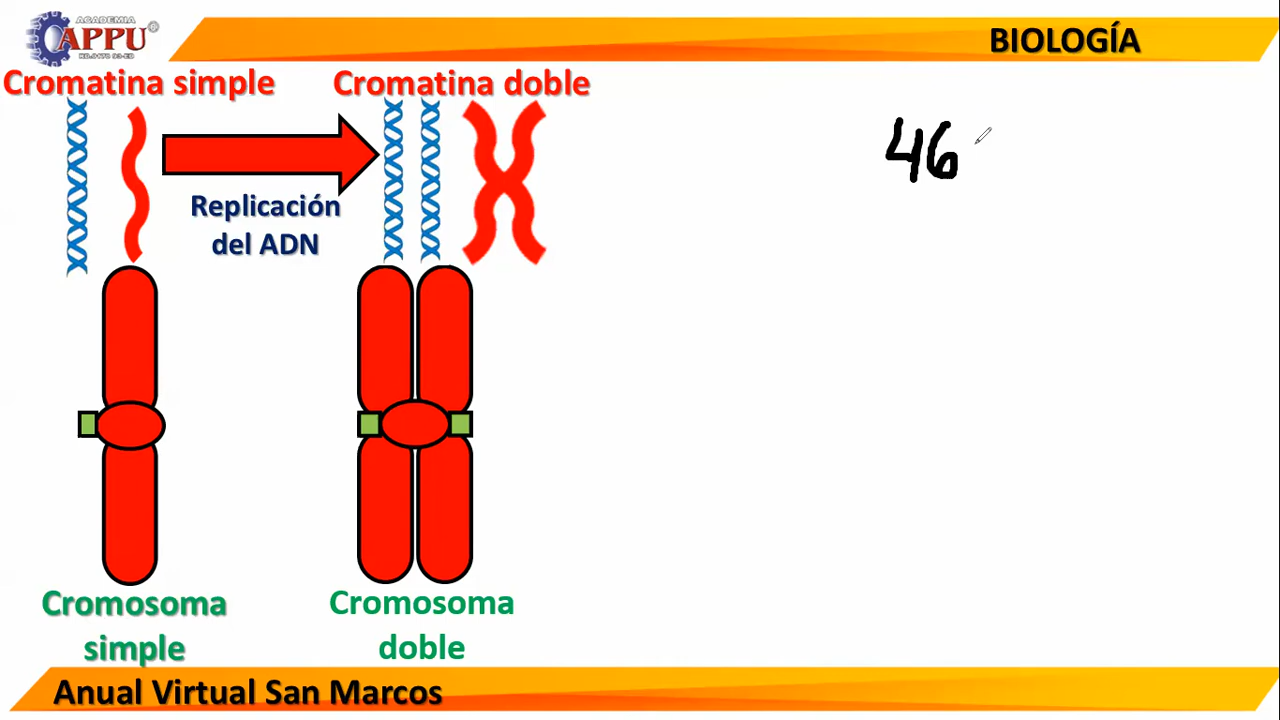 ACADEMIA
APPU®
BIOLOGÍA
Cromatina simple
Cromatina doble
46
Replicación
del ADN
Cromosoma
simple
Cromosoma
doble
Anual Virtual San Marcos